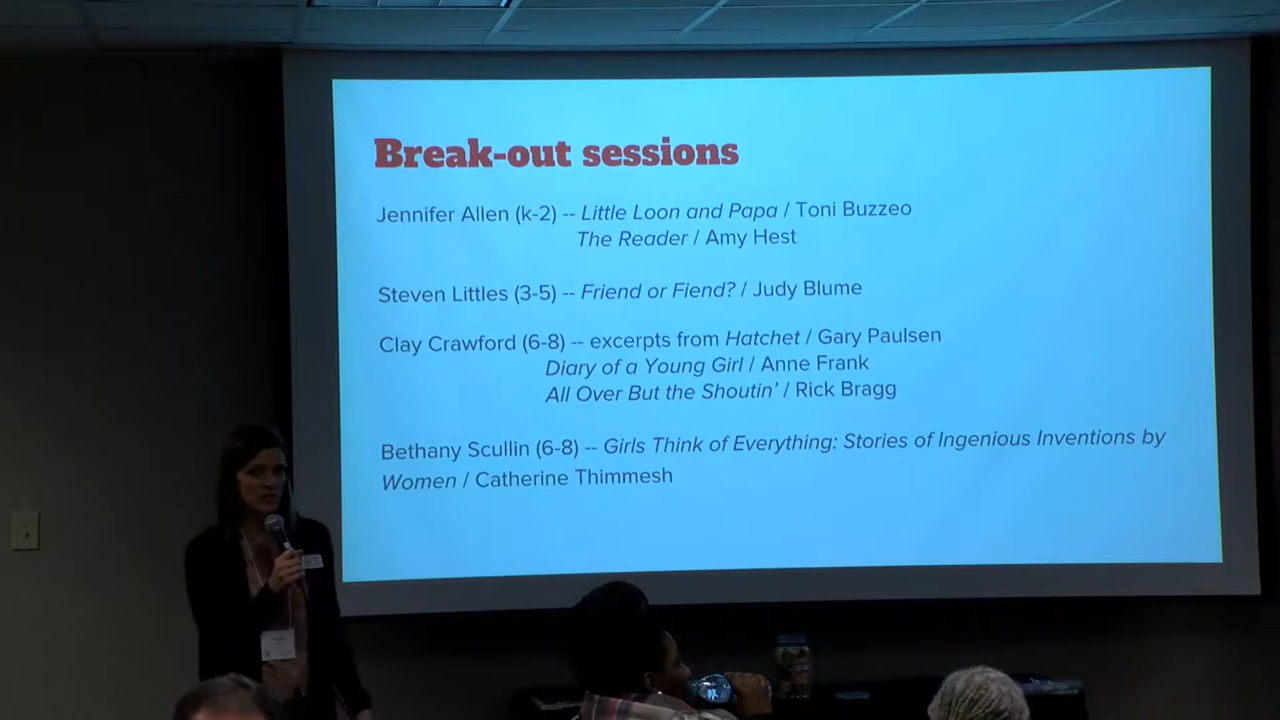 Break-out sessions
Jennifer Allen (k-2) -- Little Loon and Papa / Toni Buzzeo
The Reader / Amy Hest
Steven Littles (3-5) -- Friend or Fiend? / Judy Blume
Clay Crawford (6-8) -- excerpts from Hatchet / Gary Paulsen
Diary of a Young Girl / Anne Frank
All Over But the Shoutin' / Rick Bragg
Bethany Scullin (6-8) -- Girls Think of Everything: Stories of Ingenious Inventions by
Women / Catherine Thimmesh